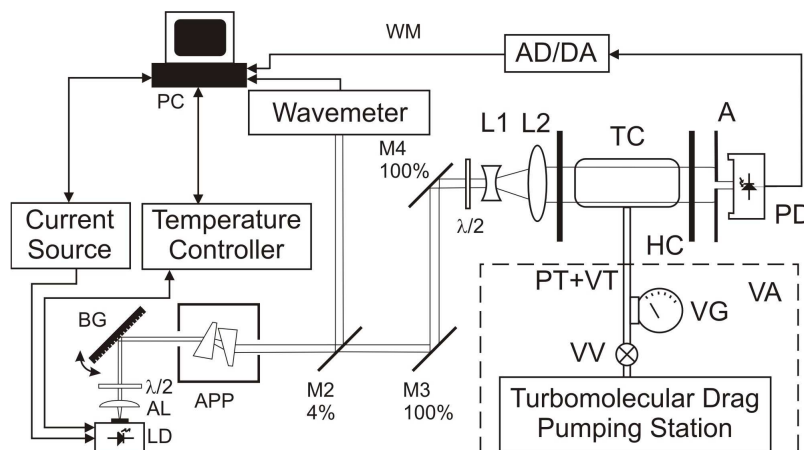 WM
AD/DA
PC
Wavemeter
L1
L2
TC
A
M4
100%
λ/2
PD
Current
Source
Temperature
Controller
HC
PT+VT
VA
VG
BG
VV
λ/2
AL
LD
APP
M2
4%
M3
100%
Turbomolecular Drag
Pumping Station